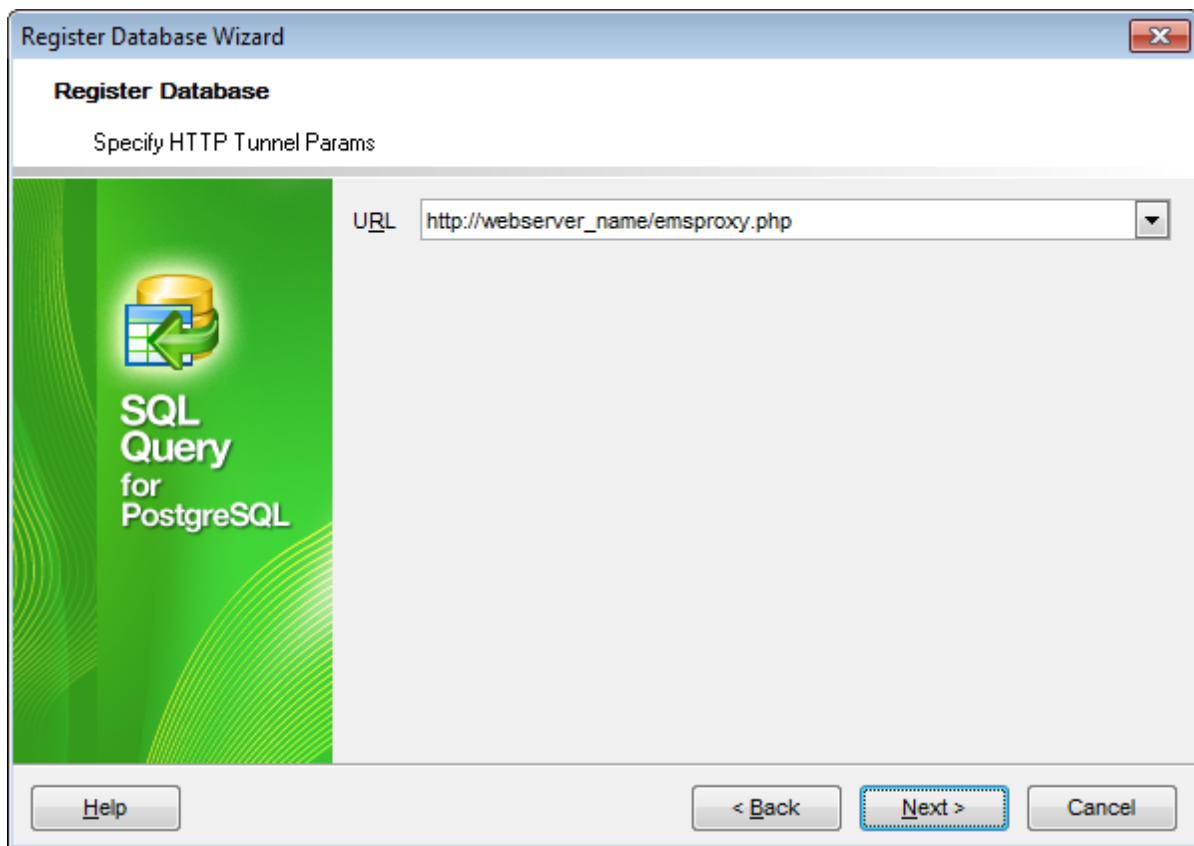 Register Database Wizard
Register Database
Specify HTTP Tunnel Params
URL http://webserver_name/emsproxy.php
SQL
Query
for
PostgreSQL
Help < Back Next > Cancel